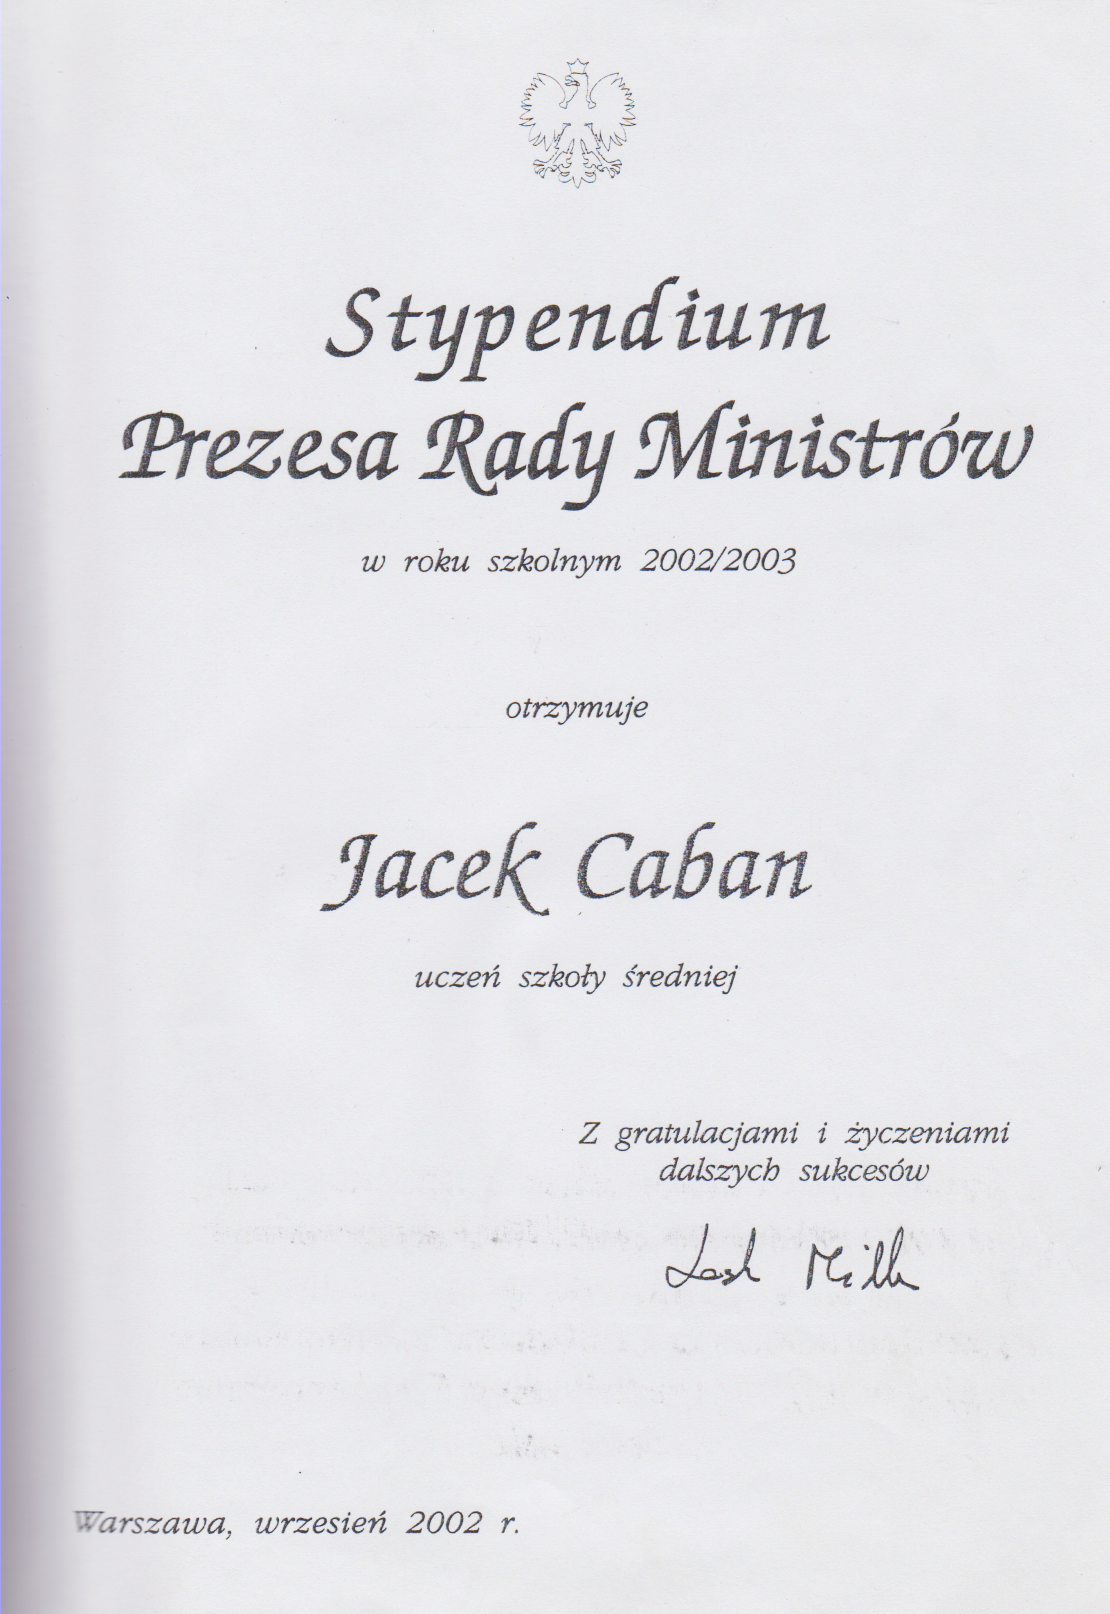 Stypendium
Prezesa Rady Ministrów
w roku szkolnym 2002/2003
otrzymuje
Jacek Caban
uczeń szkoły średniej
Z gratulacjami i życzeniami
dalszych sukcesów
Leszek Miller
Warszawa, wrzesień 2002 r.